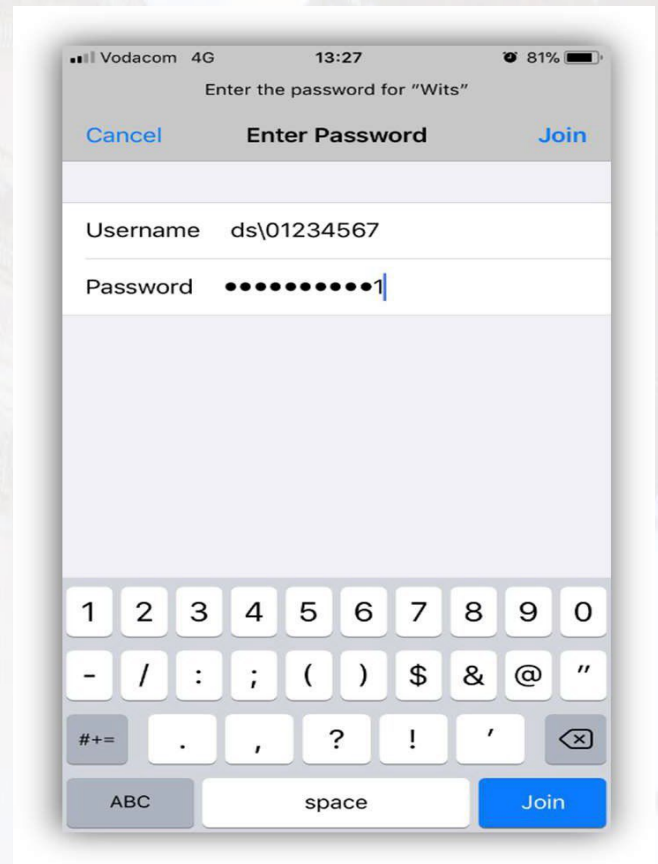 Vodacom 4G 13:27 81%
Enter the password for "Wits"
Cancel Enter Password Join
Username ds\01234567
Password ●●●●●●●●●●1
1 2 3 4 5 6 7 8 9 0
- / : ; ( ) $ & @ "
#+= . , ? ! '
ABC space Join